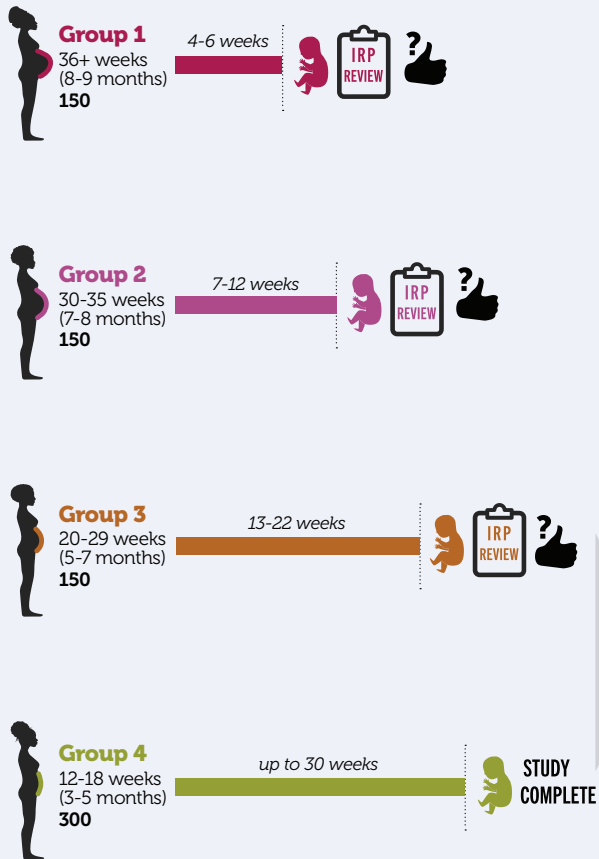 Group 1
36+ weeks
(8-9 months)
150
4-6 weeks
IRP
REVIEW
?
Group 2
30-35 weeks
(7-8 months)
150
7-12 weeks
IRP
REVIEW
?
Group 3
20-29 weeks
(5-7 months)
150
13-22 weeks
IRP
REVIEW
?
Group 4
12-18 weeks
(3-5 months)
300
up to 30 weeks
STUDY
COMPLETE